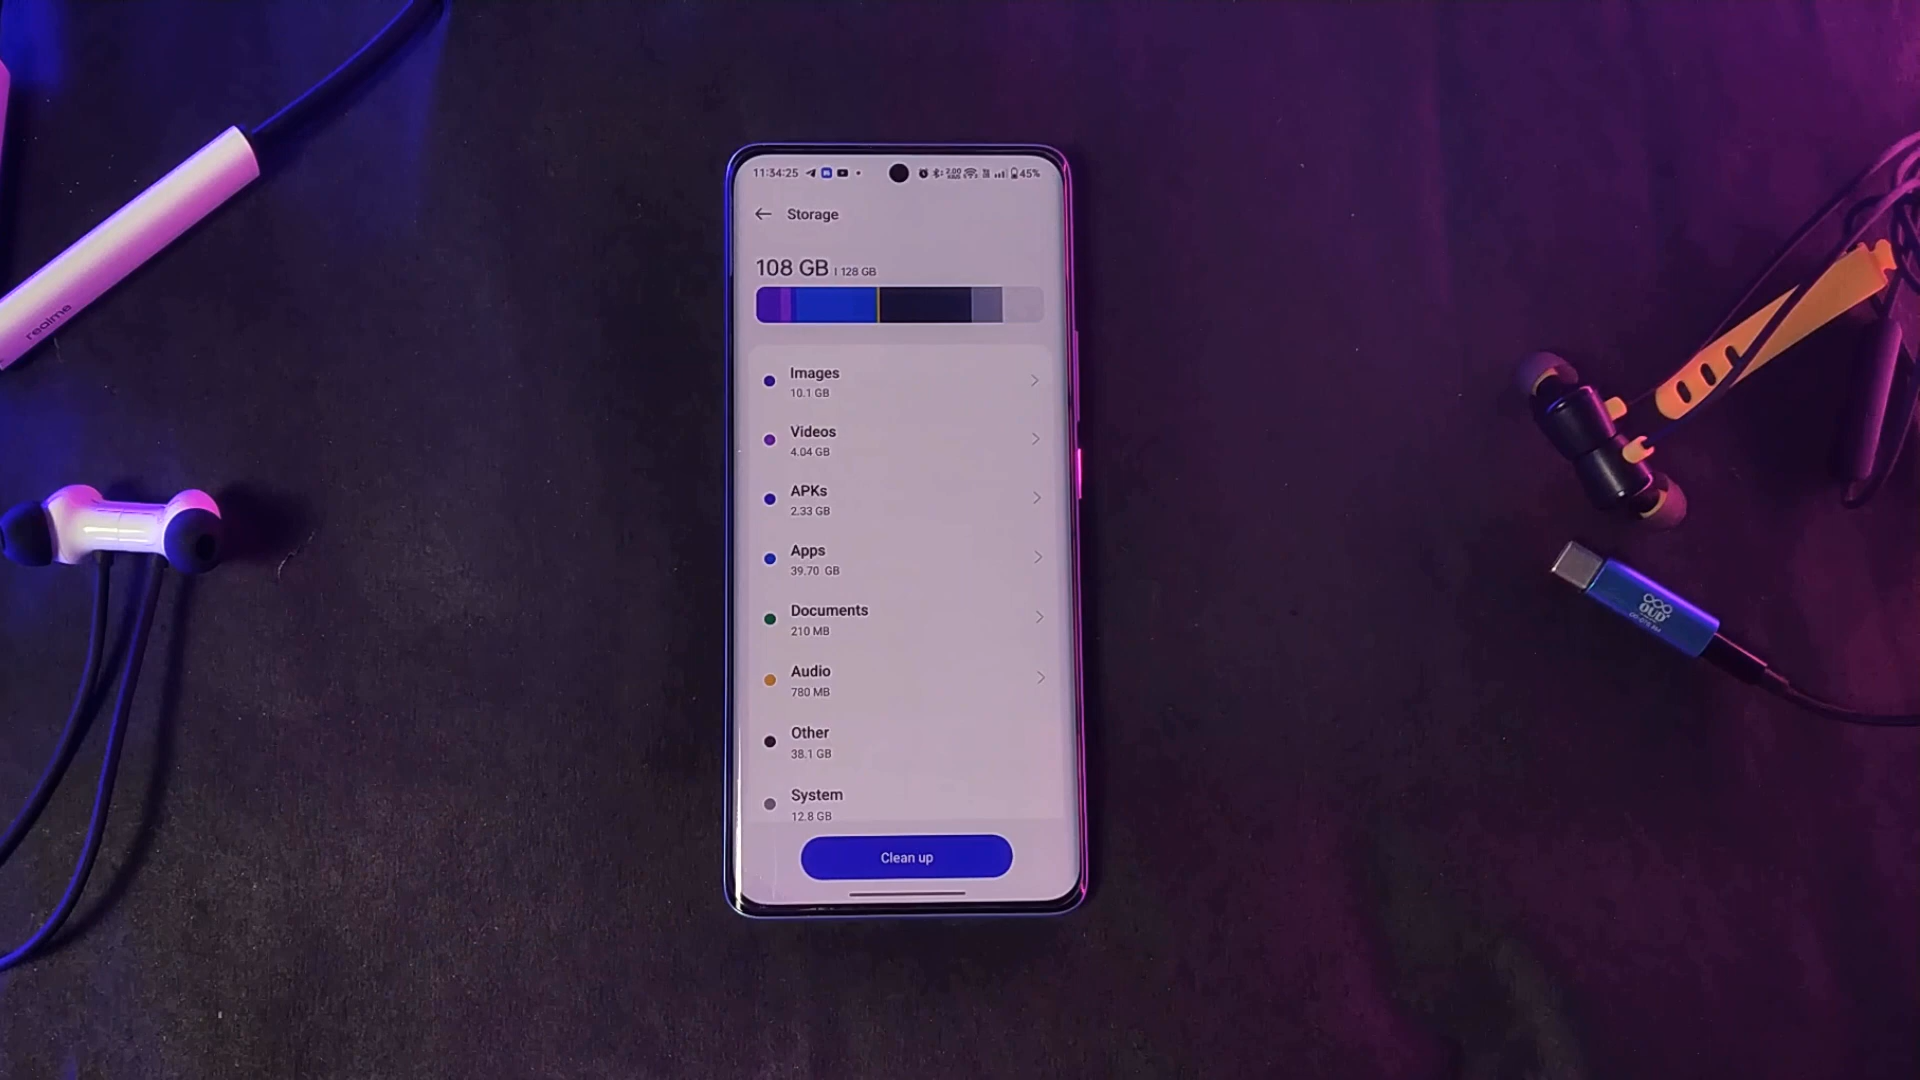 11:34:25
45%
Storage
108 GB | 128 GB
Images
10.1 GB
Videos
4.04 GB
APKs
2.33 GB
Apps
39.70 GB
Documents
210 MB
Audio
780 MB
Other
38.1 GB
System
12.8 GB
Clean up
realme
OUD